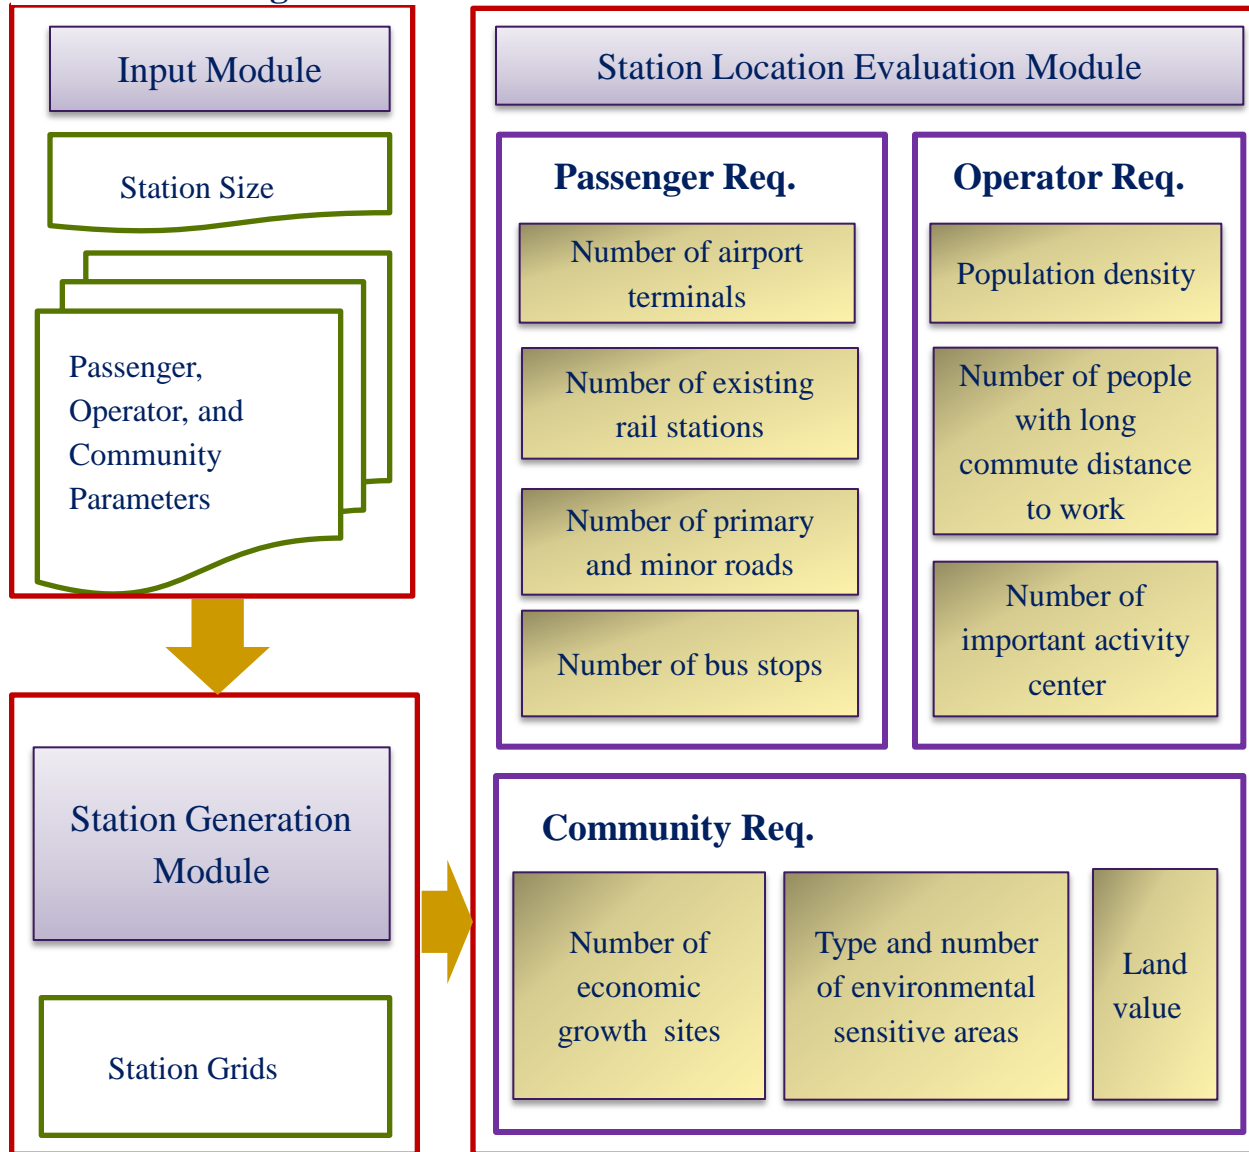 Input Module
Station Size
Passenger,
Operator, and
Community
Parameters
Station Generation
Module
Station Grids
Station Location Evaluation Module
Passenger Req.
Number of airport
terminals
Number of existing
rail stations
Number of primary
and minor roads
Number of bus stops
Operator Req.
Population density
Number of people
with long
commute distance
to work
Number of
important activity
center
Community Req.
Number of
economic
growth sites
Type and number
of environmental
sensitive areas
Land
value